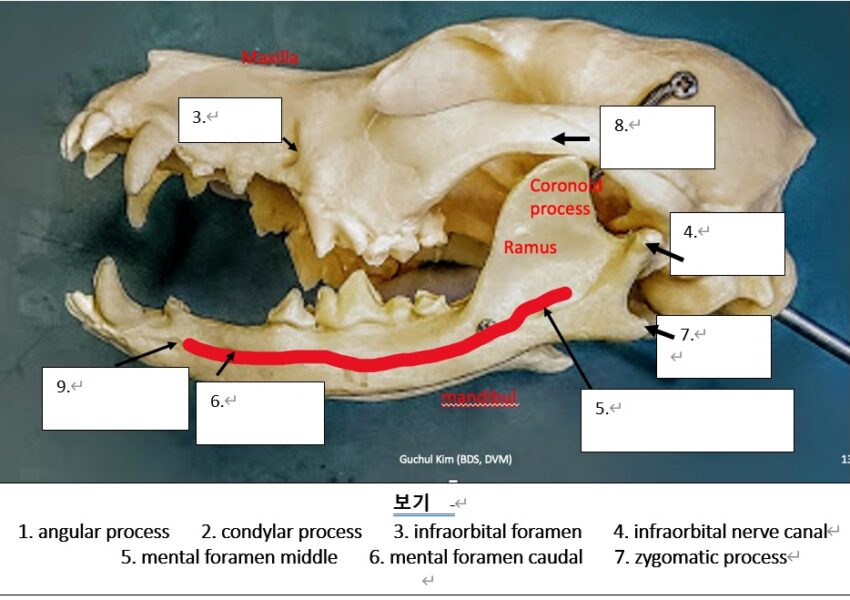 Maxilla
3.
8.
Coronoid
process
4.
Ramus
7.
9.
6.
mandibul
5.
Guchul Kim (BDS, DVM)
13
보기 -
1. angular process 2. condylar process 3. infraorbital foramen 4. infraorbital nerve canal
5. mental foramen middle 6. mental foramen caudal 7. zygomatic process